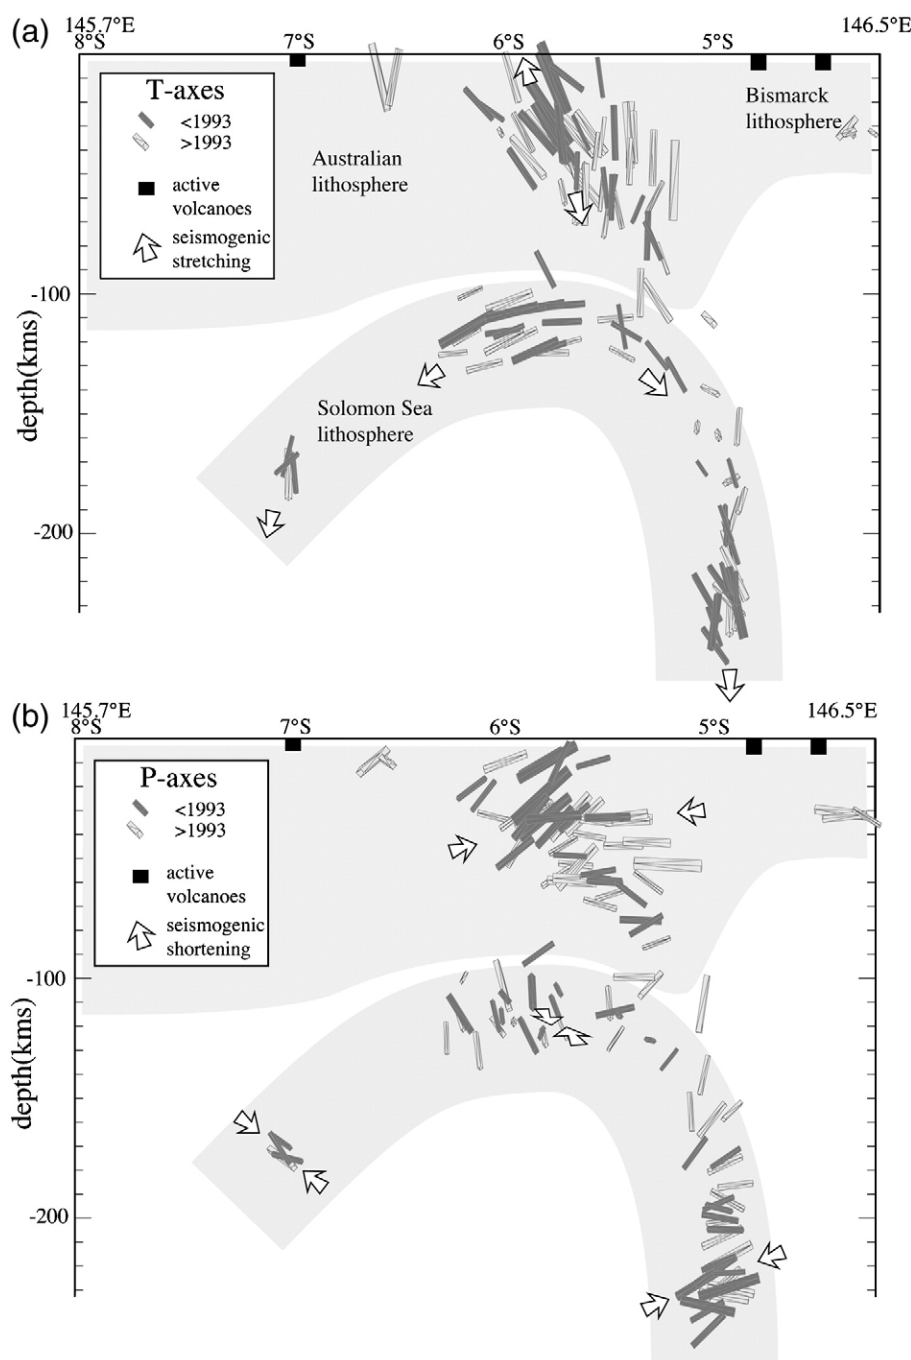 (a)
145.7°E
146.5°E
8°S
7°S
6°S
5°S
T-axes
<1993
>1993
active
volcanoes
seismogenic
stretching
Australian
lithosphere
Bismarck
lithosphere
-100
depth(kms)
Solomon Sea
lithosphere
-200
(b)
145.7°E
146.5°E
8°S
7°S
6°S
5°S
P-axes
<1993
>1993
active
volcanoes
seismogenic
shortening
-100
depth(kms)
-200